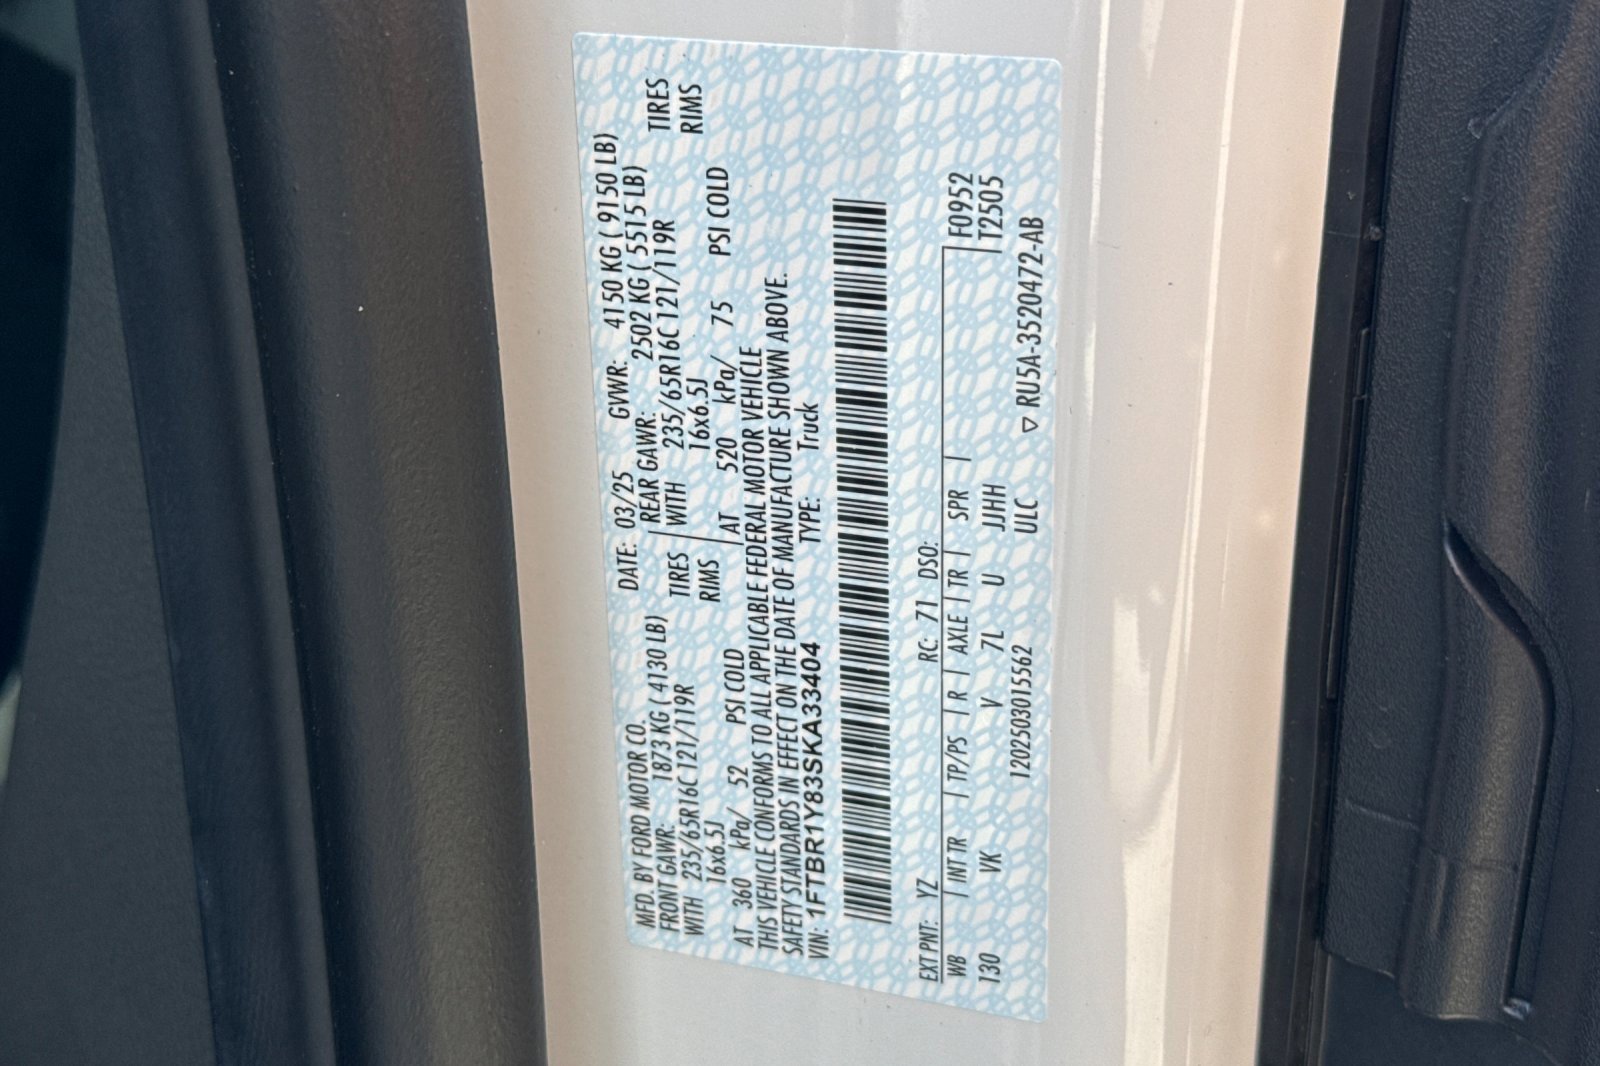 MFD. BY FORD MOTOR CO.
DATE: 03/25 GVWR: 4150 KG ( 9150 LB)
FRONT GAWR: 1873 KG ( 4130 LB) REAR GAWR: 2502 KG ( 5515 LB)
WITH 235/65R16C 121/119R TIRES WITH 235/65R16C 121/119R TIRES
16x6.5J RIMS 16x6.5J RIMS
AT 360 kPa/ 52 PSI COLD AT 520 kPa/ 75 PSI COLD
THIS VEHICLE CONFORMS TO ALL APPLICABLE FEDERAL MOTOR VEHICLE
SAFETY STANDARDS IN EFFECT ON THE DATE OF MANUFACTURE SHOWN ABOVE.
VIN: 1FTBR1Y83SKA33404 TYPE: Truck
EXT PNT: YZ RC: 71 DSO: F0952
WB INT TR TP/PS R AXLE TR SPR T2505
130 VK V 7L U JJHH
1202503015562 ULC ▽ RU5A-3520472-AB